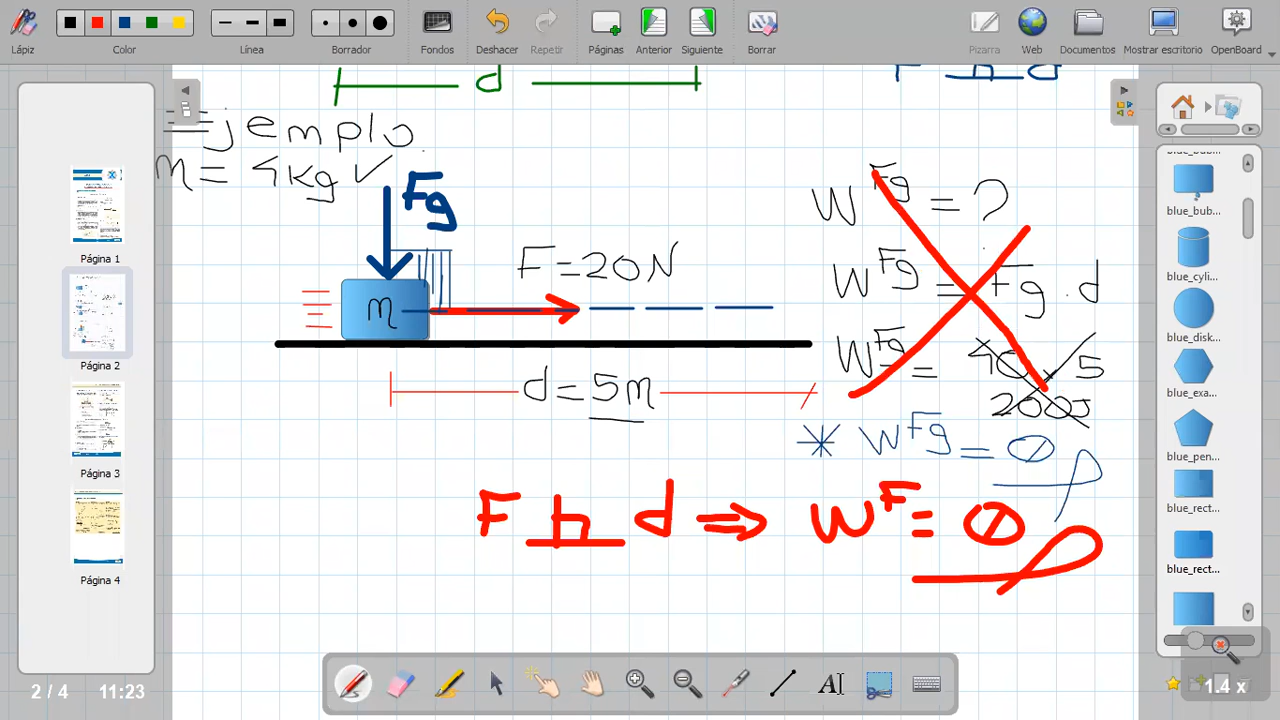 Lápiz
Color
Línea
Borrador
Fondos
Deshacer
Repetir
Páginas
Anterior
Siguiente
Borrar
Pizarra
Web
Documentos
Mostrar escritorio
OpenBoard
d
F d
Ejemplo
m = 4kg ✓
Fg
F = 20N
m
d = 5m
W^Fg = ?
W^Fg = Fg . d
W^Fg = 40 . 5
200J
* W^Fg = 0
F ⊥ d ⇒ W^F = 0
Página 1
Página 2
Página 3
Página 4
2 / 4
11:23
blue_bub...
blue_bub...
blue_cyli...
blue_disk...
blue_exa...
blue_pen...
blue_rect...
blue_rect...
1.4 x